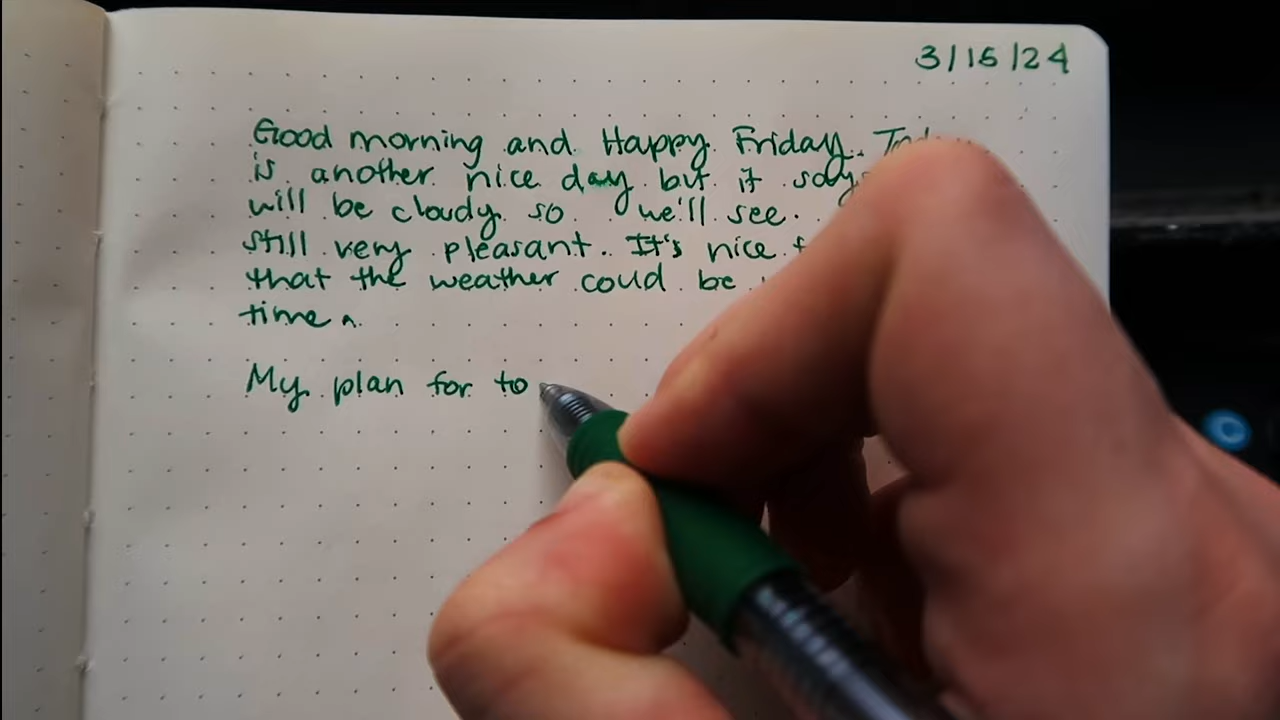 3/15/24
Good morning and Happy Friday.
is another nice day but it says
will be cloudy so we'll see.
still very pleasant. It's nice
that the weather could be
time
My plan for to